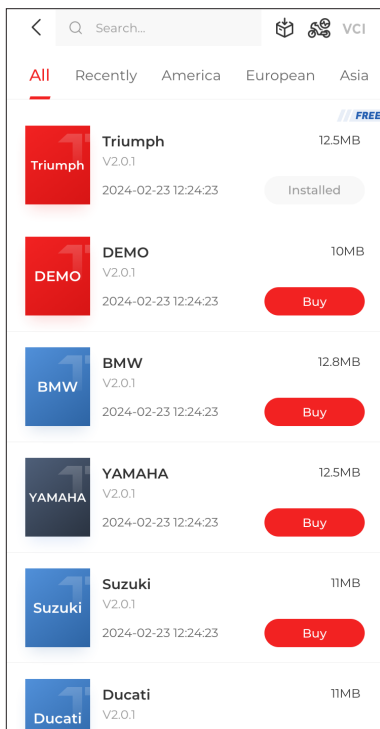 Search...
VCI
All Recently America European Asia
FREE
Triumph
Triumph 12.5MB
V2.0.1
2024-02-23 12:24:23 Installed
DEMO
DEMO 10MB
V2.0.1
2024-02-23 12:24:23 Buy
BMW
BMW 12.8MB
V2.0.1
2024-02-23 12:24:23 Buy
YAMAHA
YAMAHA 12.5MB
V2.0.1
2024-02-23 12:24:23 Buy
Suzuki
Suzuki 11MB
V2.0.1
2024-02-23 12:24:23 Buy
Ducati
Ducati 11MB
V2.0.1